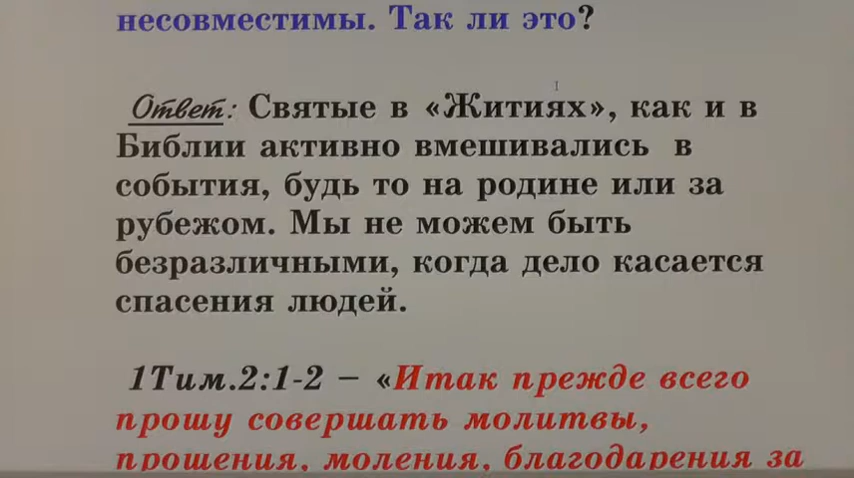 несовместимы. Так ли это?
Ответ: Святые в «Житиях», как и в
Библии активно вмешивались в
события, будь то на родине или за
рубежом. Мы не можем быть
безразличными, когда дело касается
спасения людей.
1Тим.2:1-2 – «Итак прежде всего
прошу совершать молитвы,
прошения, моления, благодарения за